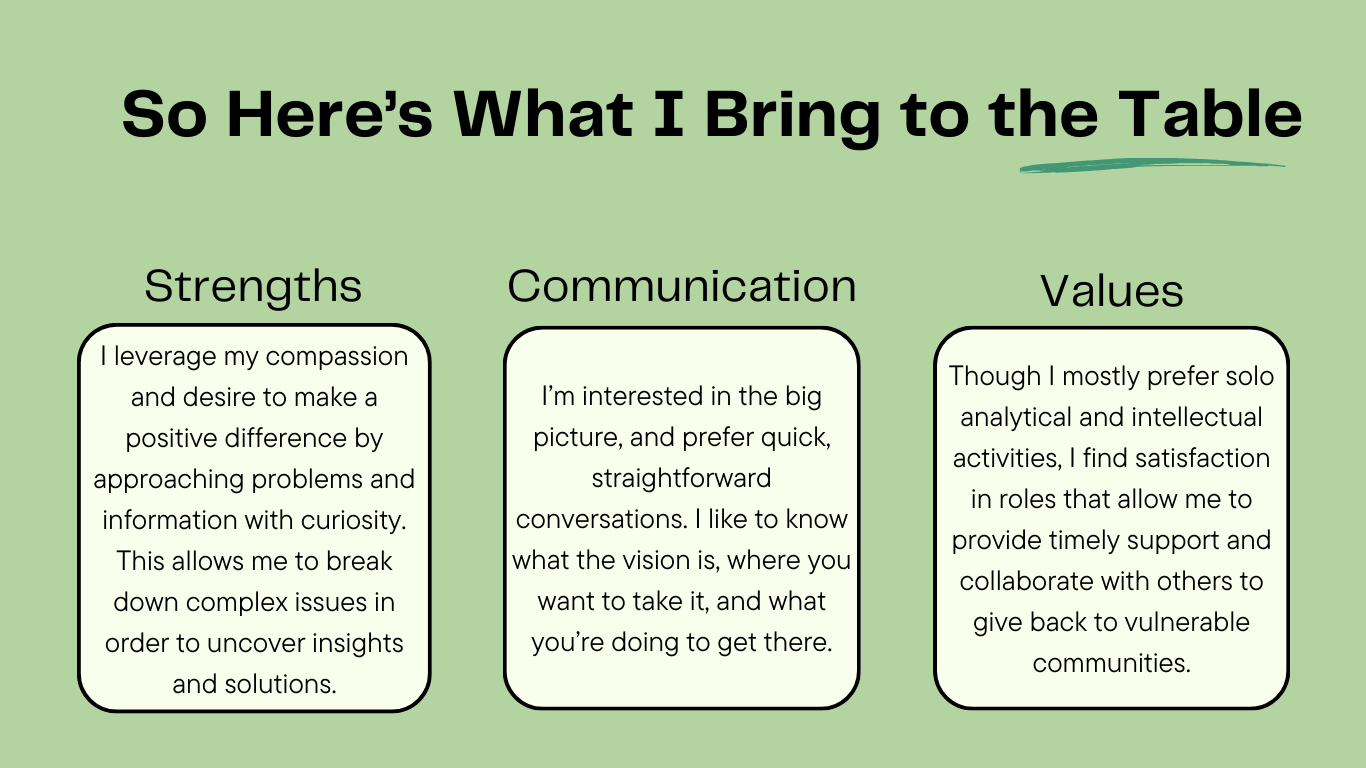 So Here’s What I Bring to the Table
Strengths
I leverage my compassion
and desire to make a
positive difference by
approaching problems and
information with curiosity.
This allows me to break
down complex issues in
order to uncover insights
and solutions.
Communication
I’m interested in the big
picture, and prefer quick,
straightforward
conversations. I like to know
what the vision is, where you
want to take it, and what
you’re doing to get there.
Values
Though I mostly prefer solo
analytical and intellectual
activities, I find satisfaction
in roles that allow me to
provide timely support and
collaborate with others to
give back to vulnerable
communities.